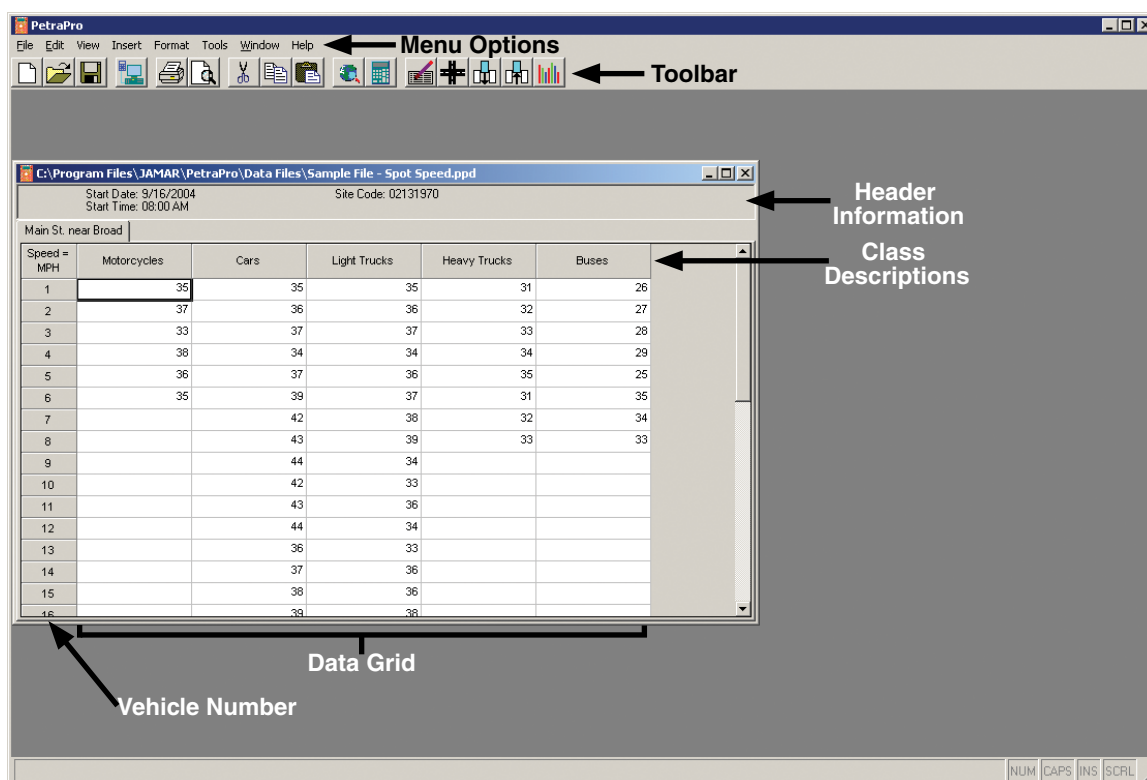 PetraPro
File Edit View Insert Format Tools Window Help
Menu Options
Toolbar
C:\Program Files\JAMAR\PetraPro\Data Files\Sample File - Spot Speed.ppd
Start Date: 9/16/2004 Site Code: 02131970
Start Time: 08:00 AM
Header
Information
Main St. near Broad
Class
Descriptions
Speed =
MPH Motorcycles Cars Light Trucks Heavy Trucks Buses
1 35 35 35 31 26
2 37 36 36 32 27
3 33 37 37 33 28
4 38 34 34 34 29
5 36 37 36 35 25
6 35 39 37 31 35
7 42 38 32 34
8 43 39 33 33
9 44 34
10 42 33
11 43 36
12 44 34
13 36 33
14 37 36
15 38 36
16 39 38
Data Grid
Vehicle Number
NUM CAPS INS SCRL